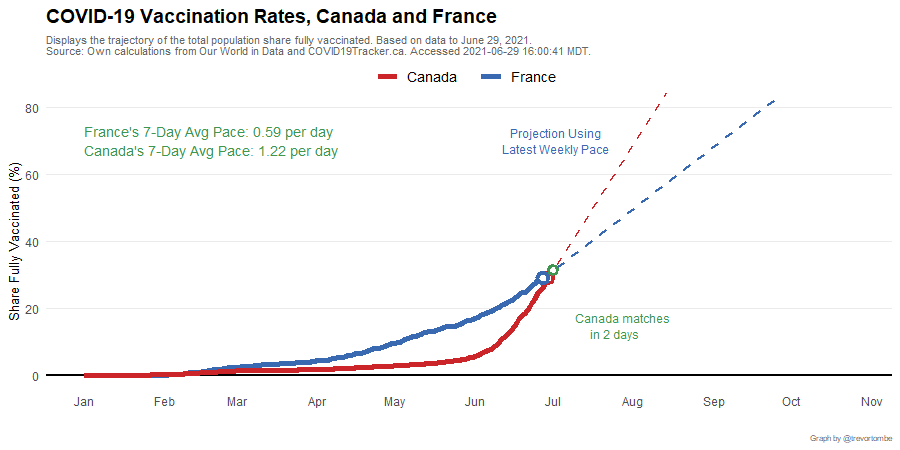 COVID-19 Vaccination Rates, Canada and France
Displays the trajectory of the total population share fully vaccinated. Based on data to June 29, 2021.
Source: Own calculations from Our World in Data and COVID19Tracker.ca. Accessed 2021-06-29 16:00:41 MDT.
Canada France
80
France's 7-Day Avg Pace: 0.59 per day
Canada's 7-Day Avg Pace: 1.22 per day
Projection Using
Latest Weekly Pace
60
40
20
0
Share Fully Vaccinated (%)
Canada matches
in 2 days
Jan Feb Mar Apr May Jun Jul Aug Sep Oct Nov
Graph by @trevortombe